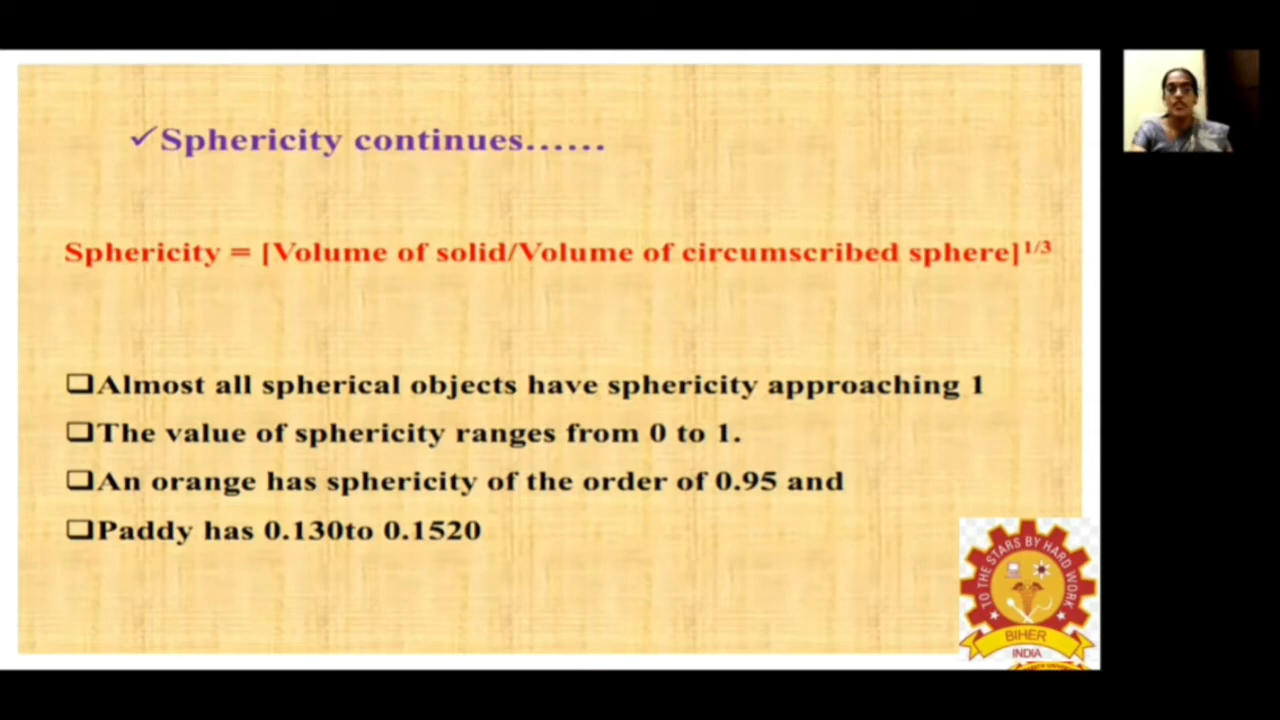 ✓Sphericity continues......
Sphericity = [Volume of solid/Volume of circumscribed sphere]^1/3
❑Almost all spherical objects have sphericity approaching 1
❑The value of sphericity ranges from 0 to 1.
❑An orange has sphericity of the order of 0.95 and
❑Paddy has 0.130to 0.1520
TO THE STARS BY HARD WORK
BIHER
INDIA